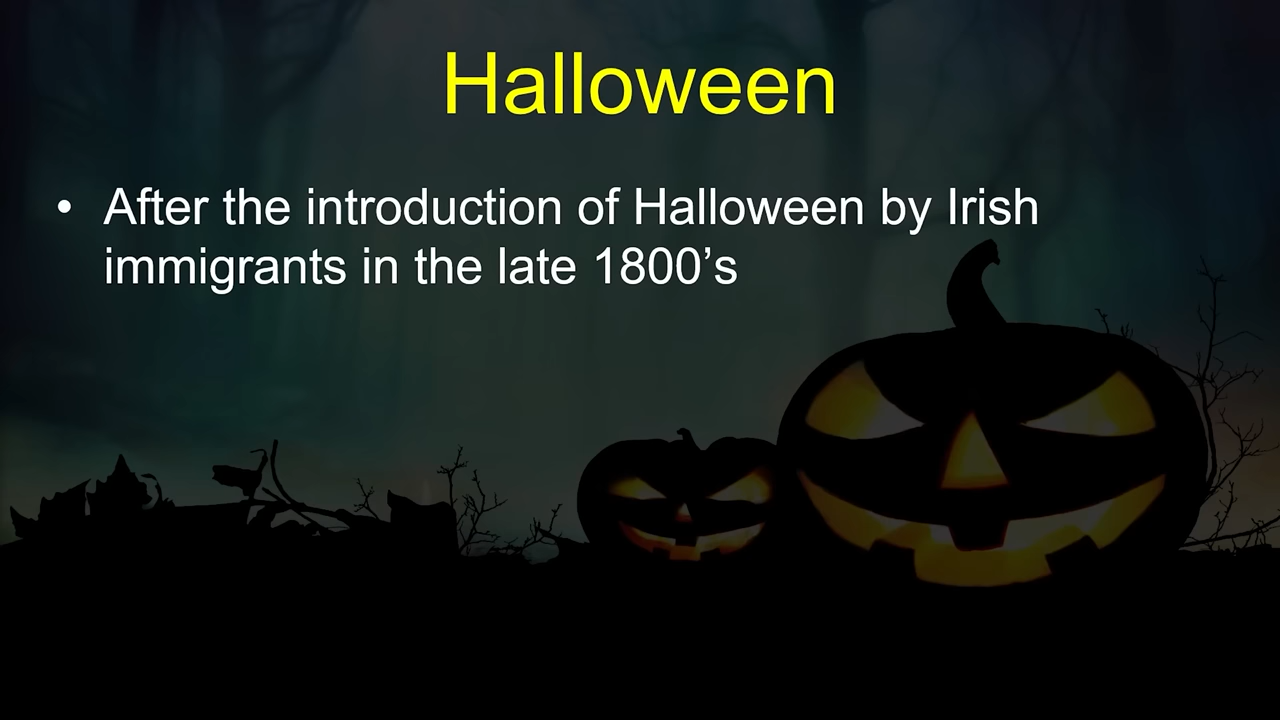 Halloween
• After the introduction of Halloween by Irish
immigrants in the late 1800’s